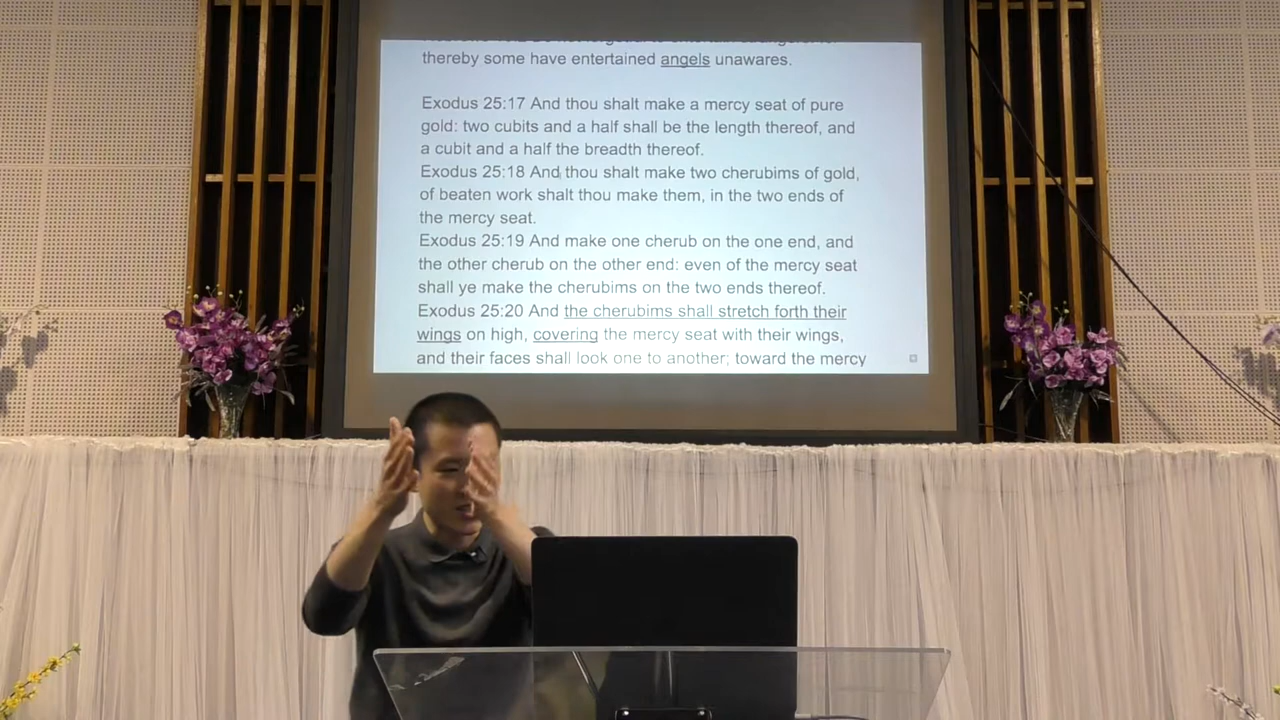 thereby some have entertained angels unawares.
Exodus 25:17 And thou shalt make a mercy seat of pure
gold: two cubits and a half shall be the length thereof, and
a cubit and a half the breadth thereof.
Exodus 25:18 And thou shalt make two cherubims of gold,
of beaten work shalt thou make them, in the two ends of
the mercy seat.
Exodus 25:19 And make one cherub on the one end, and
the other cherub on the other end: even of the mercy seat
shall ye make the cherubims on the two ends thereof.
Exodus 25:20 And the cherubims shall stretch forth their
wings on high, covering the mercy seat with their wings,
and their faces shall look one to another; toward the mercy